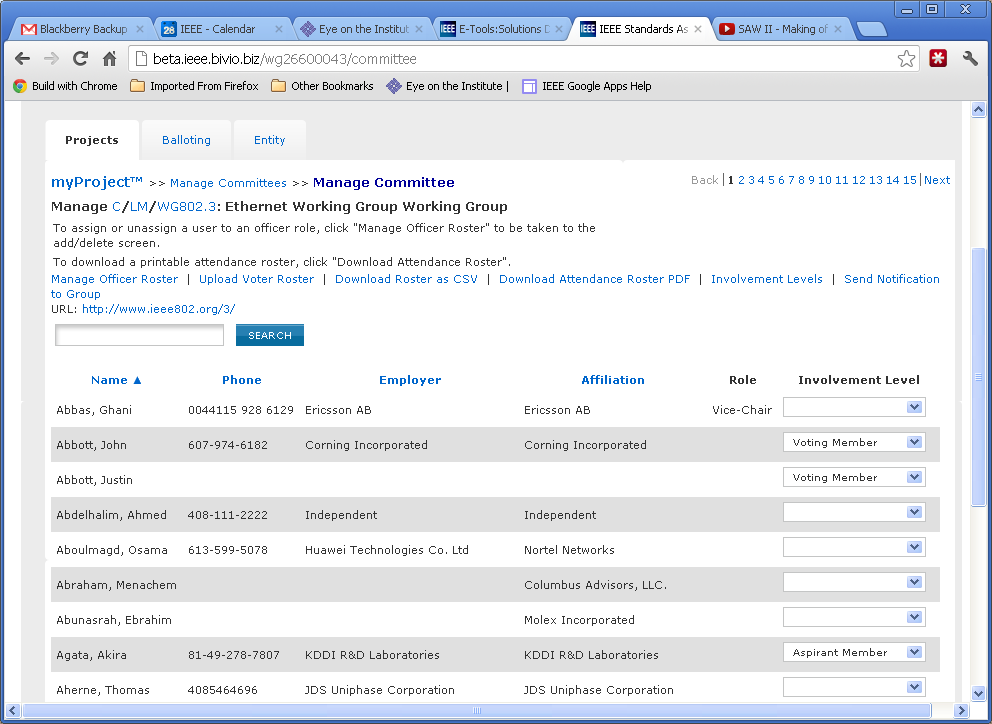 Blackberry Backup
28 IEEE - Calendar
Eye on the Institut
IEEE E-Tools:Solutions D
IEEE IEEE Standards As
SAW II - Making of
beta.ieee.bivio.biz/wg26600043/committee
Build with Chrome Imported From Firefox Other Bookmarks Eye on the Institute | IEEE Google Apps Help
Projects Balloting Entity
myProject™ >> Manage Committees >> Manage Committee
Back | 1 2 3 4 5 6 7 8 9 10 11 12 13 14 15 | Next
Manage C/LM/WG802.3: Ethernet Working Group Working Group
To assign or unassign a user to an officer role, click "Manage Officer Roster" to be taken to the
add/delete screen.
To download a printable attendance roster, click "Download Attendance Roster".
Manage Officer Roster | Upload Voter Roster | Download Roster as CSV | Download Attendance Roster PDF | Involvement Levels | Send Notification
to Group
URL: http://www.ieee802.org/3/
SEARCH
Name ▲ Phone Employer Affiliation Role Involvement Level
Abbas, Ghani 0044115 928 6129 Ericsson AB Ericsson AB Vice-Chair
Abbott, John 607-974-6182 Corning Incorporated Corning Incorporated Voting Member
Abbott, Justin Voting Member
Abdelhalim, Ahmed 408-111-2222 Independent Independent
Aboulmagd, Osama 613-599-5078 Huawei Technologies Co. Ltd Nortel Networks
Abraham, Menachem Columbus Advisors, LLC.
Abunasrah, Ebrahim Molex Incorporated
Agata, Akira 81-49-278-7807 KDDI R&D Laboratories KDDI R&D Laboratories Aspirant Member
Aherne, Thomas 4085464696 JDS Uniphase Corporation JDS Uniphase Corporation